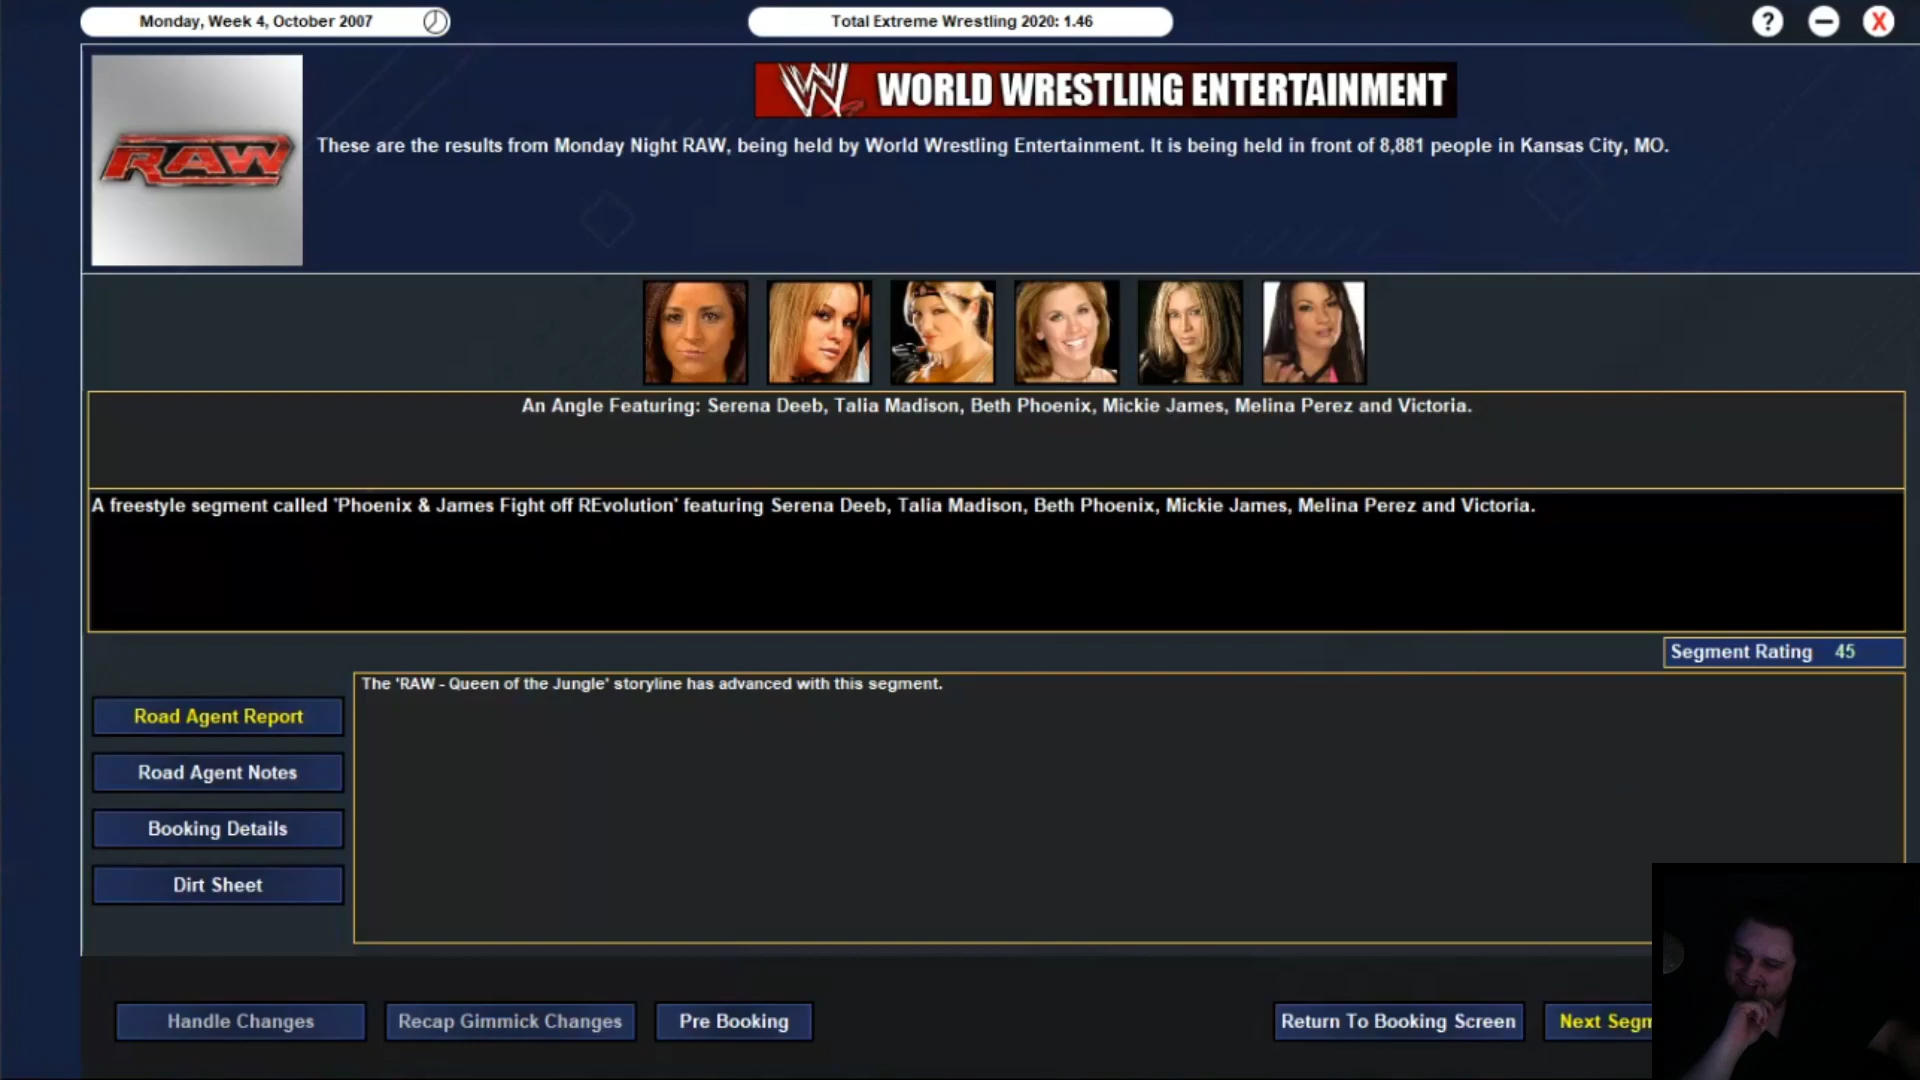 Monday, Week 4, October 2007
Total Extreme Wrestling 2020: 1.46
?
X
W WORLD WRESTLING ENTERTAINMENT
RAW
These are the results from Monday Night RAW, being held by World Wrestling Entertainment. It is being held in front of 8,881 people in Kansas City, MO.
An Angle Featuring: Serena Deeb, Talia Madison, Beth Phoenix, Mickie James, Melina Perez and Victoria.
A freestyle segment called 'Phoenix & James Fight off REvolution' featuring Serena Deeb, Talia Madison, Beth Phoenix, Mickie James, Melina Perez and Victoria.
Segment Rating 45
The 'RAW - Queen of the Jungle' storyline has advanced with this segment.
Road Agent Report
Road Agent Notes
Booking Details
Dirt Sheet
Handle Changes
Recap Gimmick Changes
Pre Booking
Return To Booking Screen
Next Segm